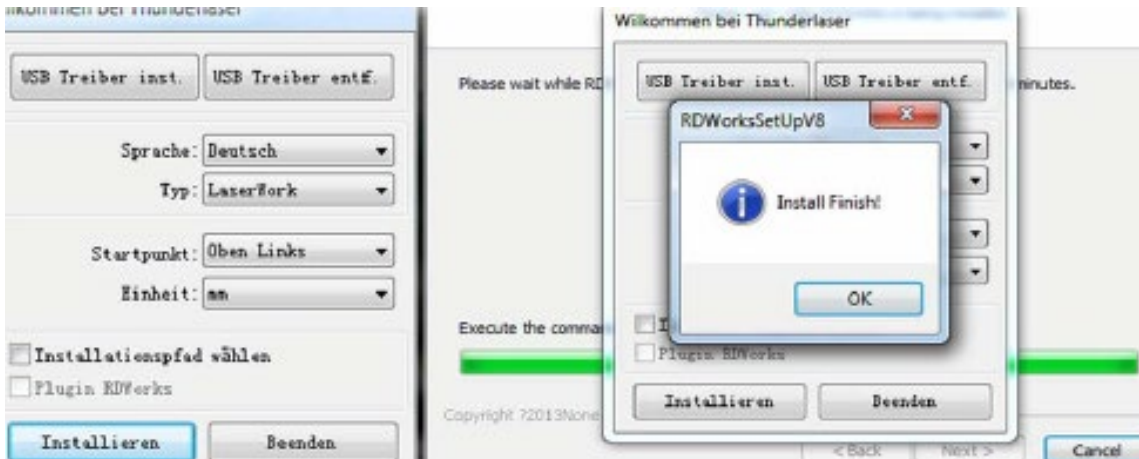 Wilkommen bei Thunderlaser
USB Treiber inst.
USB Treiber entf.
Sprache: Deutsch
Typ: LaserWork
Startpunkt: Oben Links
Einheit: mm
Installationspfad wählen
Plugin RDWorks
Installieren
Beenden
Please wait while RD
minutes.
Execute the comma
Copyright ?2013None
< Back
Next >
Cancel
Wilkommen bei Thunderlaser
USB Treiber inst.
USB Treiber entf.
RDWorksSetUpV8
Install Finish!
OK
I
Plugin RDWorks
Installieren
Beenden